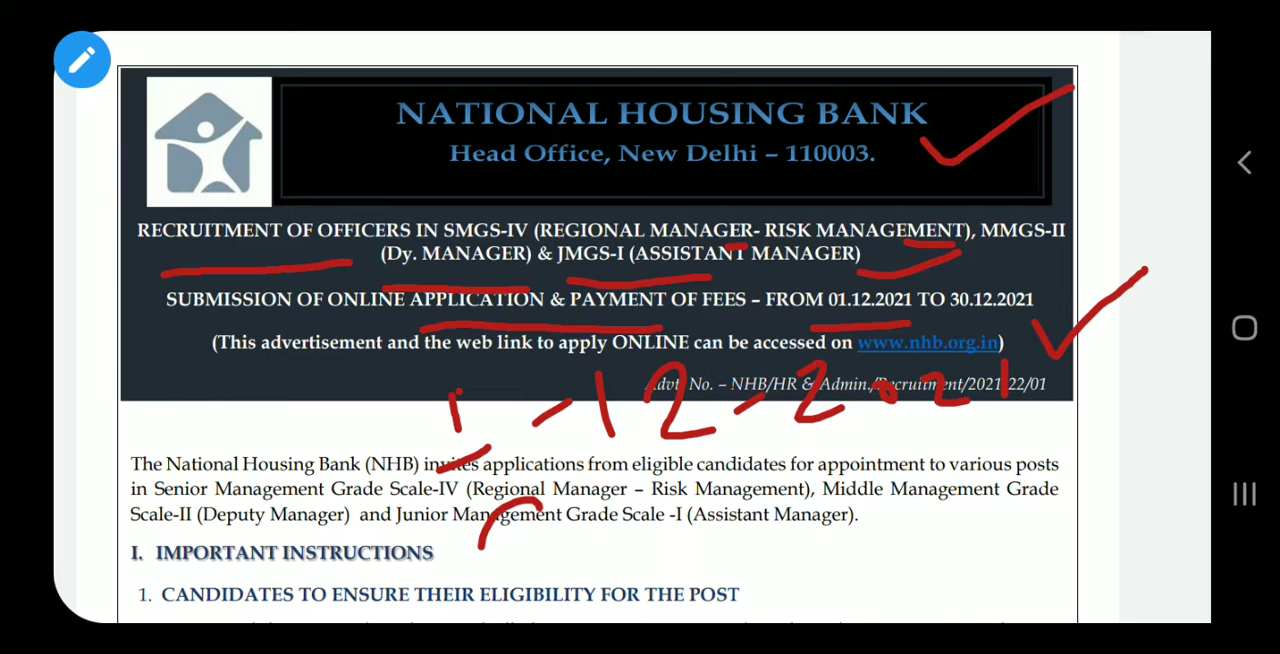 NATIONAL HOUSING BANK
Head Office, New Delhi – 110003.
RECRUITMENT OF OFFICERS IN SMGS-IV (REGIONAL MANAGER- RISK MANAGEMENT), MMGS-II
(Dy. MANAGER) & JMGS-I (ASSISTANT MANAGER)
SUBMISSION OF ONLINE APPLICATION & PAYMENT OF FEES – FROM 01.12.2021 TO 30.12.2021
(This advertisement and the web link to apply ONLINE can be accessed on www.nhb.org.in)
Advt. No. – NHB/HR & Admin./Recruitment/2021-22/01
1 - 12 - 2021
The National Housing Bank (NHB) invites applications from eligible candidates for appointment to various posts
in Senior Management Grade Scale-IV (Regional Manager – Risk Management), Middle Management Grade
Scale-II (Deputy Manager) and Junior Management Grade Scale -I (Assistant Manager).
I. IMPORTANT INSTRUCTIONS
1. CANDIDATES TO ENSURE THEIR ELIGIBILITY FOR THE POST